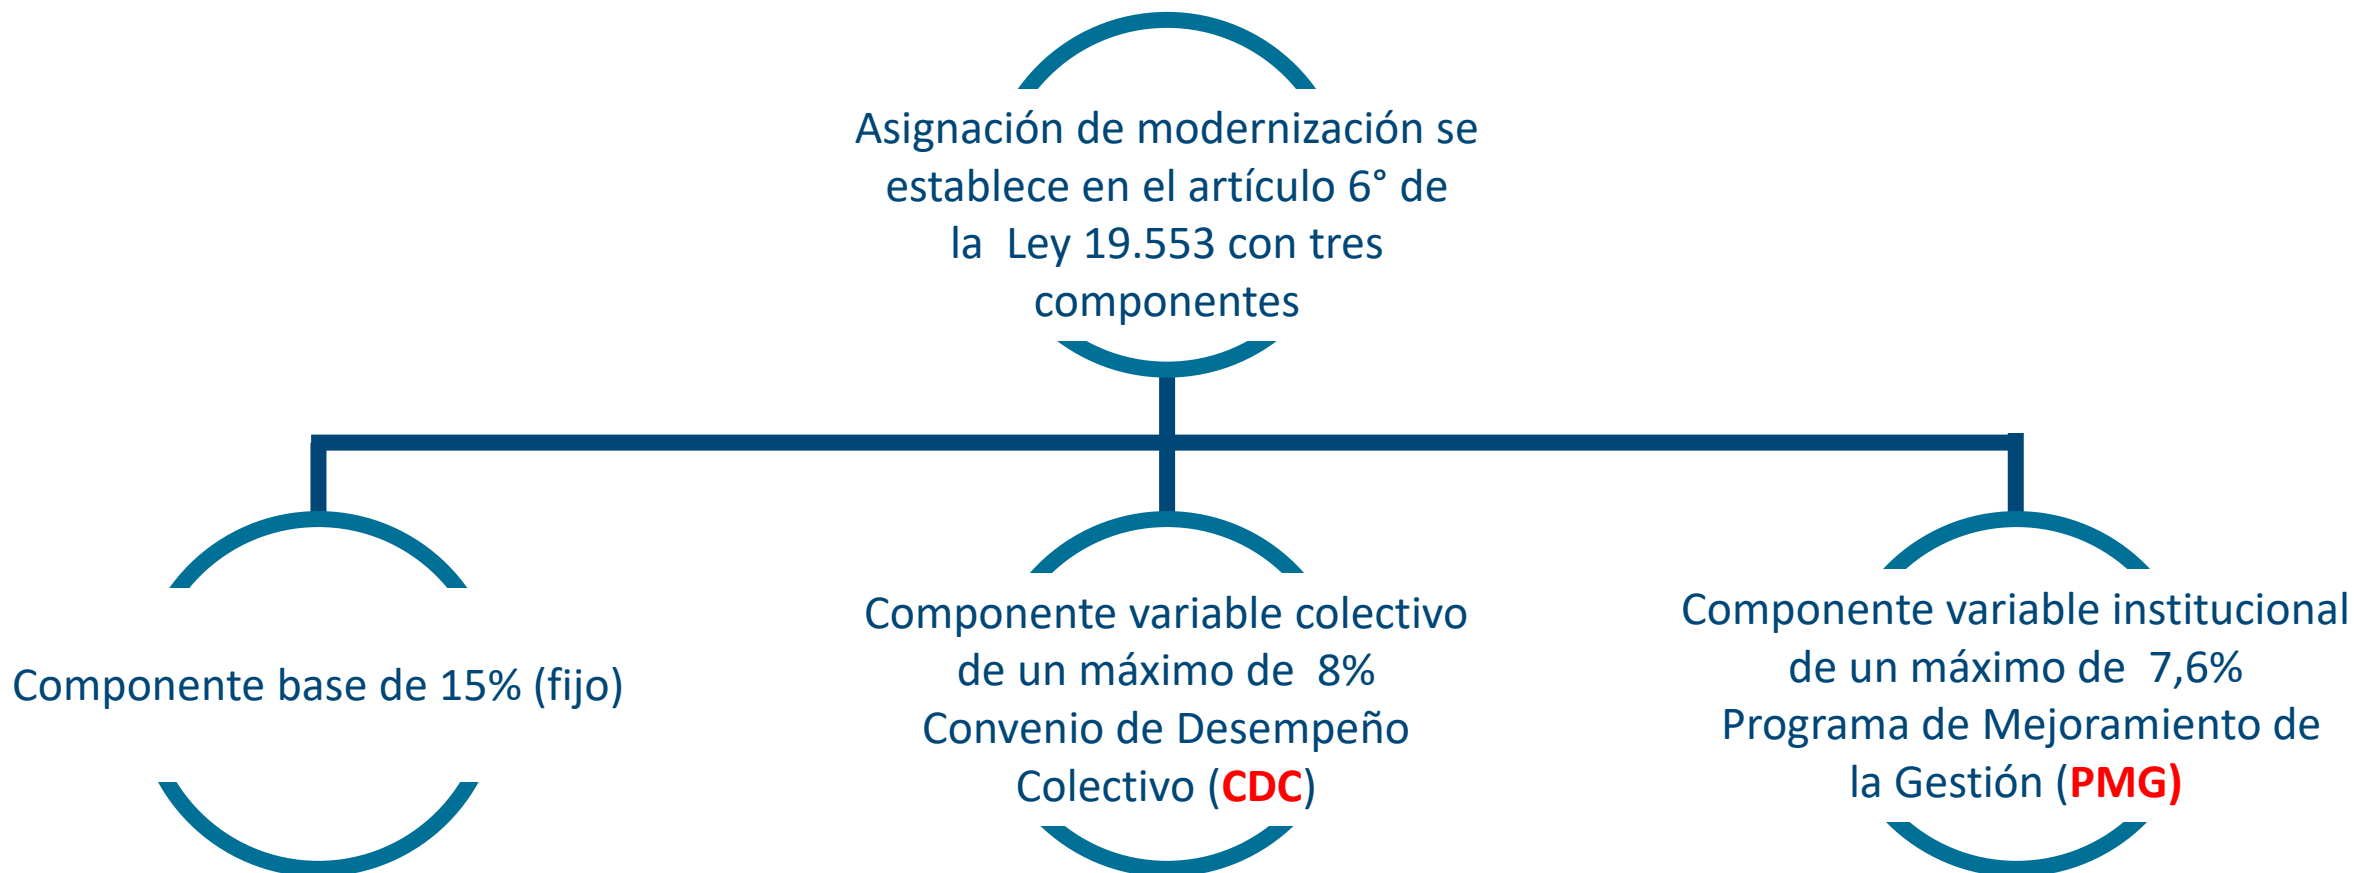 Asignación de modernización se
establece en el artículo 6° de
la  Ley 19.553 con tres
componentes
Componente base de 15% (fijo)
Componente variable colectivo
de un máximo de  8%
Convenio de Desempeño
Colectivo (CDC)
Componente variable institucional
de un máximo de  7,6%
Programa de Mejoramiento de
la Gestión (PMG)